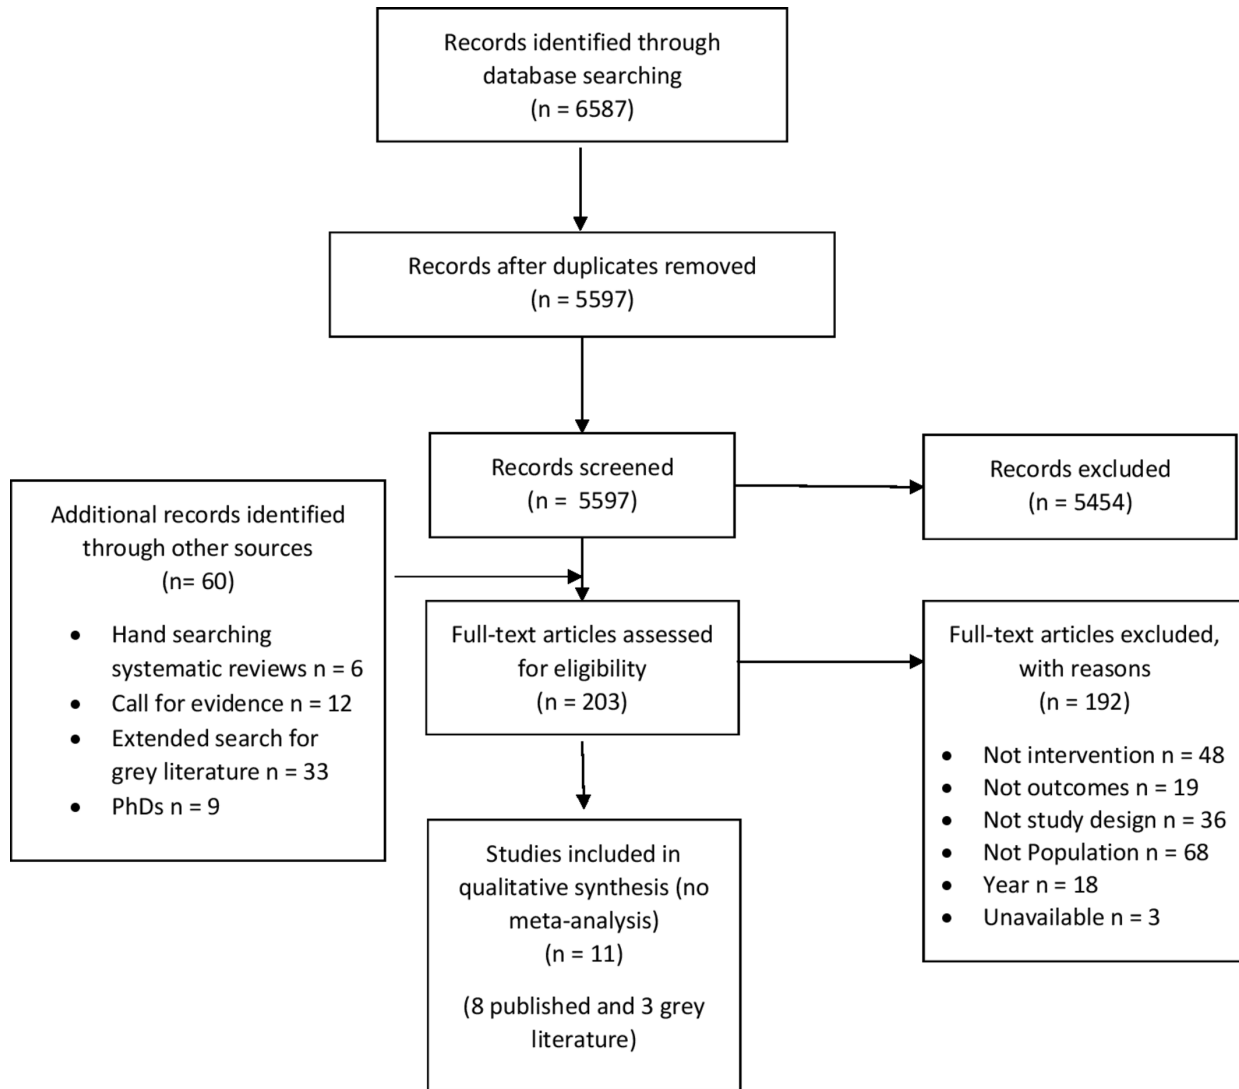 Records identified through
database searching
(n = 6587)
Records after duplicates removed
(n = 5597)
Records screened
(n = 5597)
Records excluded
(n = 5454)
Additional records identified
through other sources
(n= 60)
• Hand searching
systematic reviews n = 6
• Call for evidence n = 12
• Extended search for
grey literature n = 33
• PhDs n = 9
Full-text articles assessed
for eligibility
(n = 203)
Full-text articles excluded,
with reasons
(n = 192)
• Not intervention n = 48
• Not outcomes n = 19
• Not study design n = 36
• Not Population n = 68
• Year n = 18
• Unavailable n = 3
Studies included in
qualitative synthesis (no
meta-analysis)
(n = 11)
(8 published and 3 grey
literature)